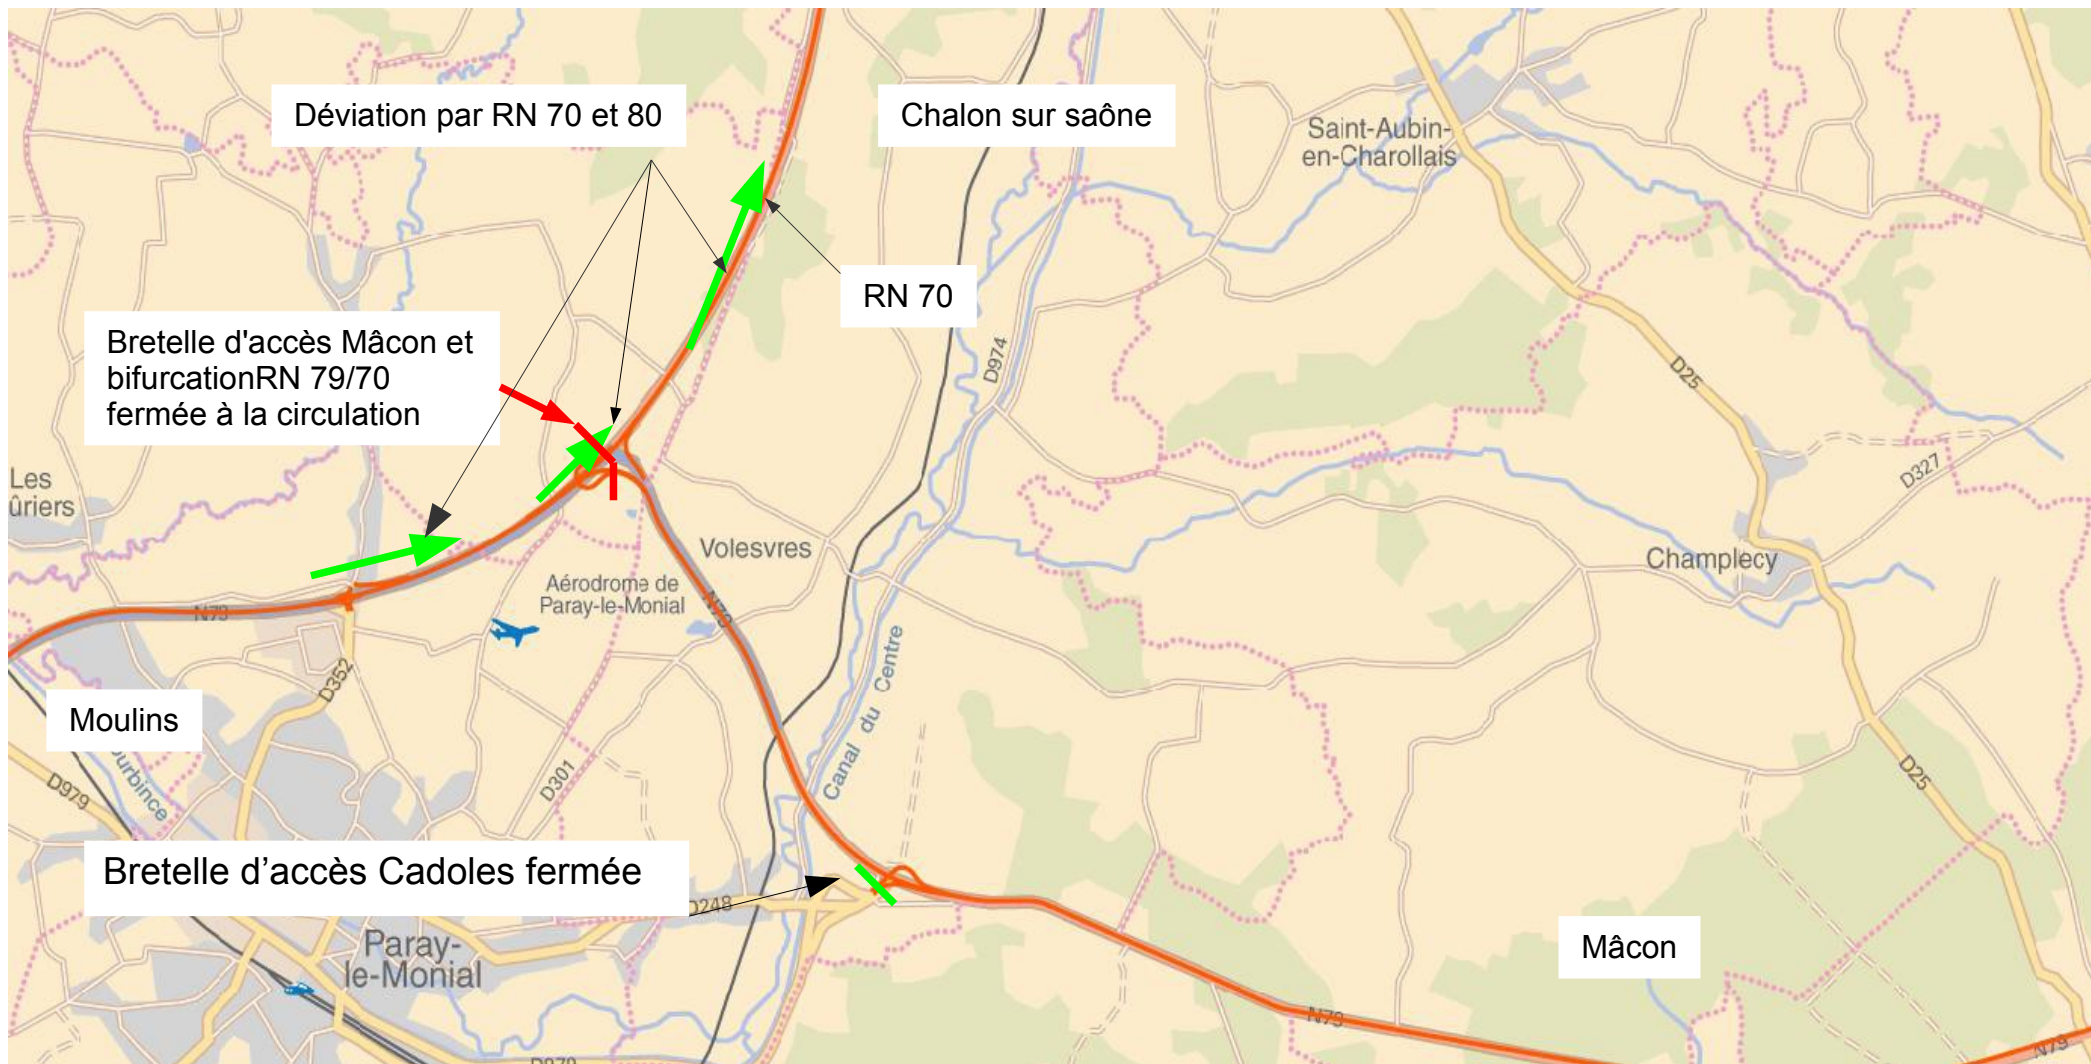 Déviation par RN 70 et 80
Chalon sur saône
Saint-Aubin-
en-Charollais
RN 70
Bretelle d'accès Mâcon et
bifurcationRN 79/70
fermée à la circulation
D974
D25
Les
ûriers
D327
Volesvres
Champlecy
Aérodrome de
Paray-le-Monial
N79
N79
D352
Canal du Centre
Moulins
ourbince
D979
D301
D25
Bretelle d’accès Cadoles fermée
D248
Paray-
le-Monial
Mâcon
N79
N79
D979